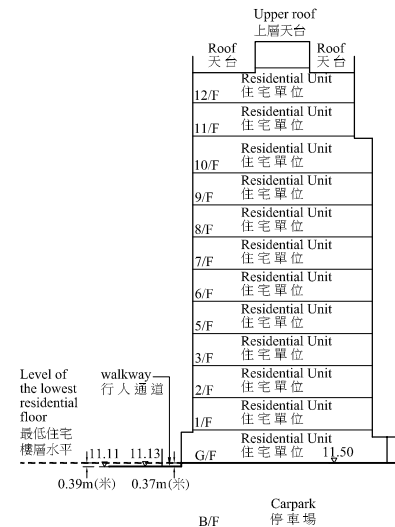 Upper roof
上層天台
Roof
天台
Roof
天台
Residential Unit
12/F 住宅單位
Residential Unit
11/F 住宅單位
Residential Unit
10/F 住宅單位
Residential Unit
9/F 住宅單位
Residential Unit
8/F 住宅單位
Residential Unit
7/F 住宅單位
Residential Unit
6/F 住宅單位
Residential Unit
5/F 住宅單位
Residential Unit
3/F 住宅單位
Residential Unit
2/F 住宅單位
Residential Unit
1/F 住宅單位
Residential Unit
G/F 住宅單位
11.50
Level of
the lowest
residential
floor
最低住宅
樓層水平
walkway
行人通道
11.11 11.13
0.39m(米) 0.37m(米)
Carpark
B/F 停車場